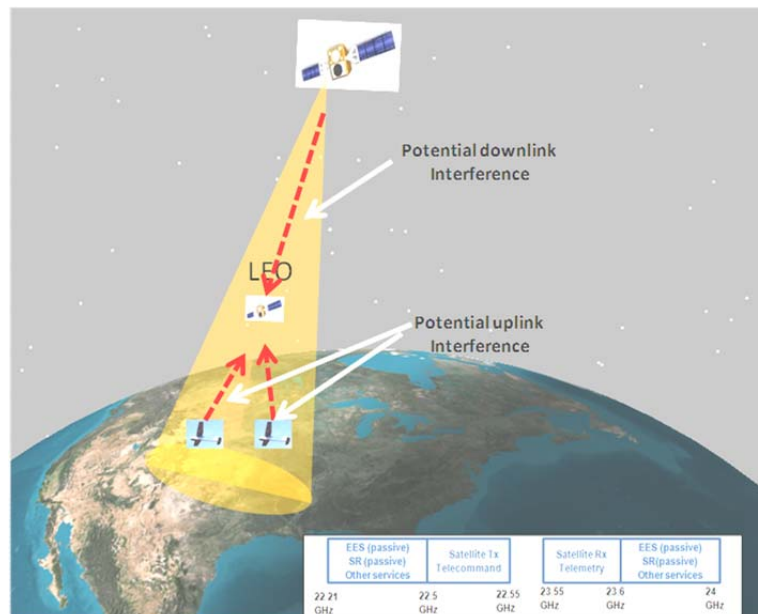 Potential downlink
Interference
LEO
Potential uplink
Interference
EES (passive)
SR (passive)
Other services
Satellite Tx
Telecommand
Satellite Rx
Telemetry
EES (passive)
SR(passive)
Other services
22.21
GHz
22.5
GHz
22.55
GHz
23.55
GHz
23.6
GHz
24
GHz